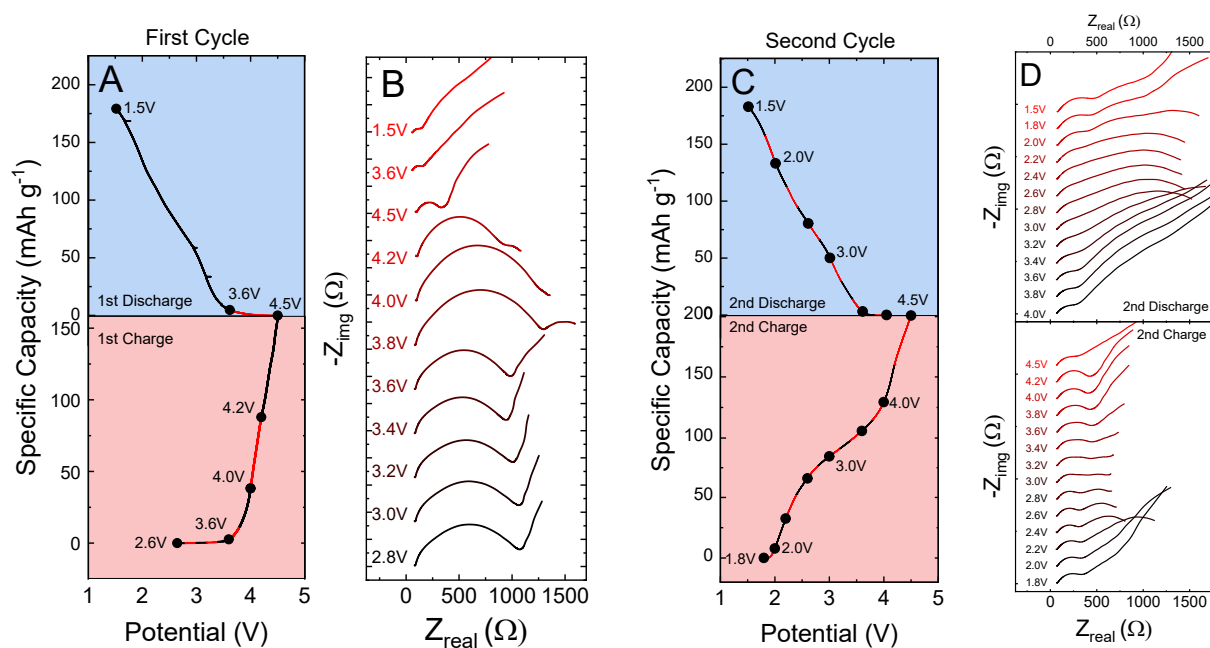 First Cycle
A
200
150
100
50
0
150
100
50
0
1.5V
3.6V
4.5V
1st Discharge
1st Charge
4.2V
4.0V
3.6V
2.6V
1 2 3 4 5
Potential (V)
Specific Capacity (mAh g⁻¹)
B
1.5V
3.6V
4.5V
4.2V
4.0V
3.8V
3.6V
3.4V
3.2V
3.0V
2.8V
-Z_img (Ω)
0 500 1000 1500
Z_real (Ω)
Second Cycle
C
200
150
100
50
0
200
150
100
50
0
1.5V
2.0V
3.0V
4.5V
2nd Discharge
2nd Charge
4.0V
3.0V
2.0V
1.8V
1 2 3 4 5
Potential (V)
Specific Capacity (mAh g⁻¹)
Z_real (Ω)
0 500 1000 1500
D
1.5V
1.8V
2.0V
2.2V
2.4V
2.6V
2.8V
3.0V
3.2V
3.4V
3.6V
3.8V
4.0V
2nd Discharge
-Z_img (Ω)
2nd Charge
4.5V
4.2V
4.0V
3.8V
3.6V
3.4V
3.2V
3.0V
2.8V
2.6V
2.4V
2.2V
2.0V
1.8V
-Z_img (Ω)
0 500 1000 1500
Z_real (Ω)